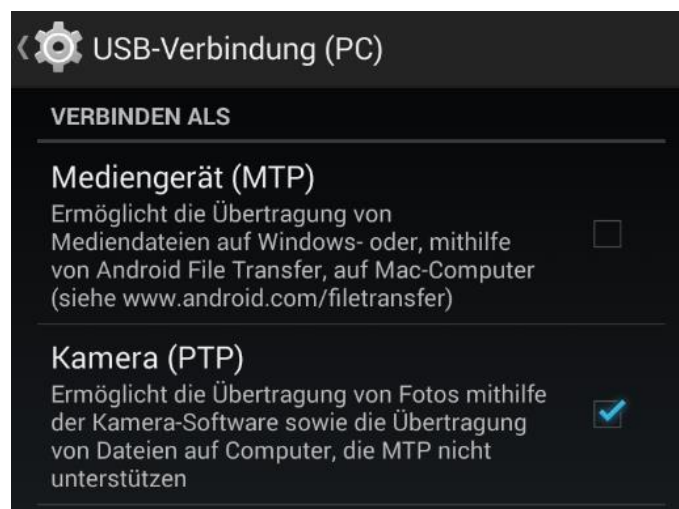 USB-Verbindung (PC)
VERBINDEN ALS
Mediengerät (MTP)
Ermöglicht die Übertragung von
Mediendateien auf Windows- oder, mithilfe
von Android File Transfer, auf Mac-Computer
(siehe www.android.com/filetransfer)
Kamera (PTP)
Ermöglicht die Übertragung von Fotos mithilfe
der Kamera-Software sowie die Übertragung
von Dateien auf Computer, die MTP nicht
unterstützen